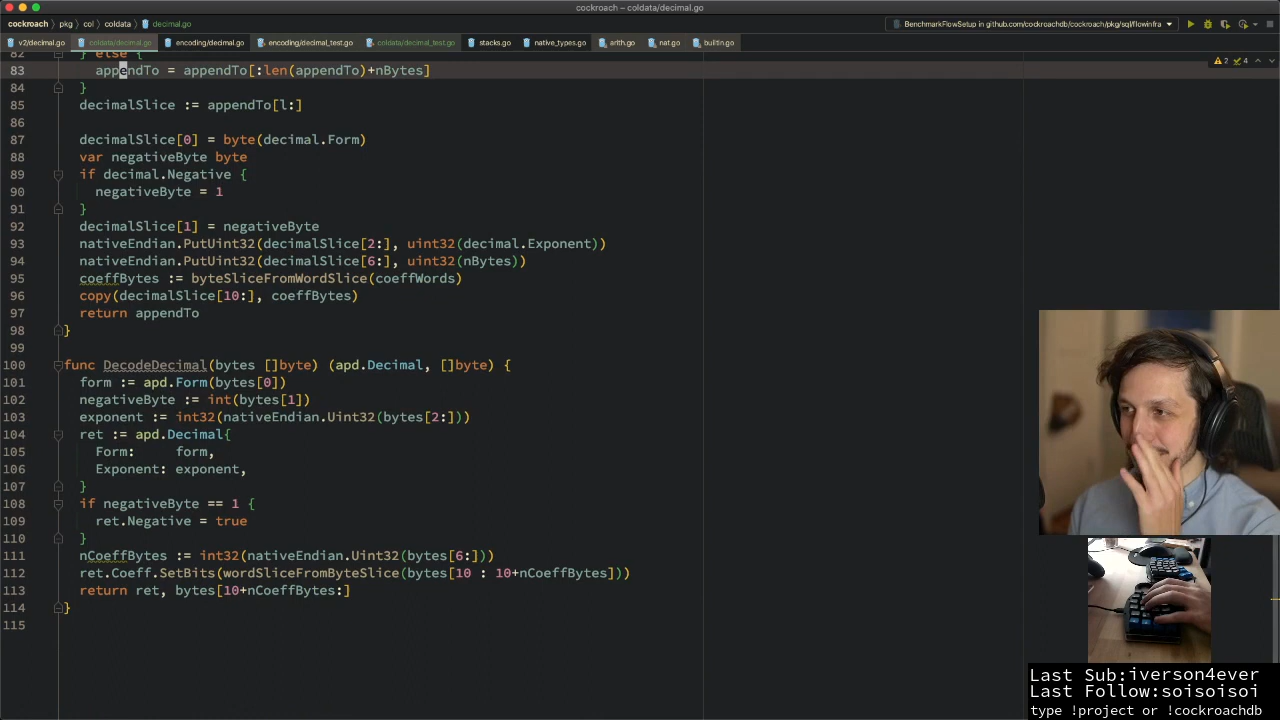 cockroach – coldata/decimal.go
cockroach › pkg › col › coldata › decimal.go
BenchmarkFlowSetup in github.com/cockroachdb/cockroach/pkg/sql/flowinfra
v2/decimal.go coldata/decimal.go encoding/decimal.go encoding/decimal_test.go coldata/decimal_test.go stacks.go native_types.go arith.go nat.go builtin.go
82 } else {
83 appendTo = appendTo[:len(appendTo)+nBytes]
2 4
84 }
85 decimalSlice := appendTo[l:]
86
87 decimalSlice[0] = byte(decimal.Form)
88 var negativeByte byte
89 if decimal.Negative {
90 negativeByte = 1
91 }
92 decimalSlice[1] = negativeByte
93 nativeEndian.PutUint32(decimalSlice[2:], uint32(decimal.Exponent))
94 nativeEndian.PutUint32(decimalSlice[6:], uint32(nBytes))
95 coeffBytes := byteSliceFromWordSlice(coeffWords)
96 copy(decimalSlice[10:], coeffBytes)
97 return appendTo
98 }
99
100 func DecodeDecimal(bytes []byte) (apd.Decimal, []byte) {
101 form := apd.Form(bytes[0])
102 negativeByte := int(bytes[1])
103 exponent := int32(nativeEndian.Uint32(bytes[2:]))
104 ret := apd.Decimal{
105 Form: form,
106 Exponent: exponent,
107 }
108 if negativeByte == 1 {
109 ret.Negative = true
110 }
111 nCoeffBytes := int32(nativeEndian.Uint32(bytes[6:]))
112 ret.Coeff.SetBits(wordSliceFromByteSlice(bytes[10 : 10+nCoeffBytes]))
113 return ret, bytes[10+nCoeffBytes:]
114 }
115
Last Sub:iverson4ever
Last Follow:soisoisoi
type !project or !cockroachdb